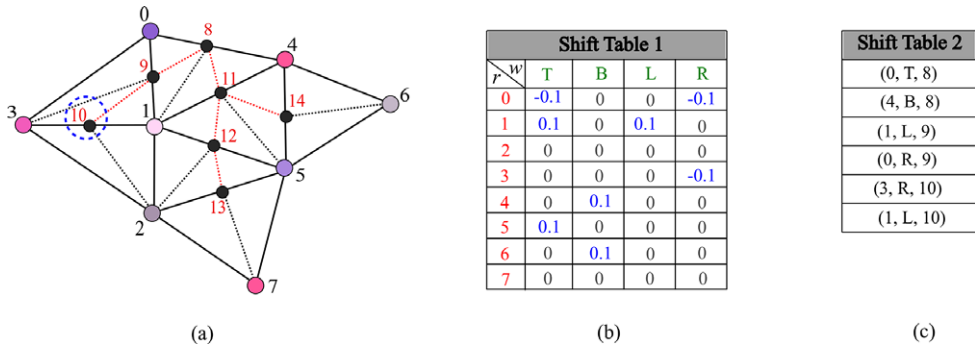 0
8
4
9
11
3
10
1
14
6
12
5
13
2
7
(a)
Shift Table 1
r w T B L R
0 -0.1 0 0 -0.1
1 0.1 0 0.1 0
2 0 0 0 0
3 0 0 0 -0.1
4 0 0.1 0 0
5 0.1 0 0 0
6 0 0.1 0 0
7 0 0 0 0
(b)
Shift Table 2
(0, T, 8)
(4, B, 8)
(1, L, 9)
(0, R, 9)
(3, R, 10)
(1, L, 10)
(c)